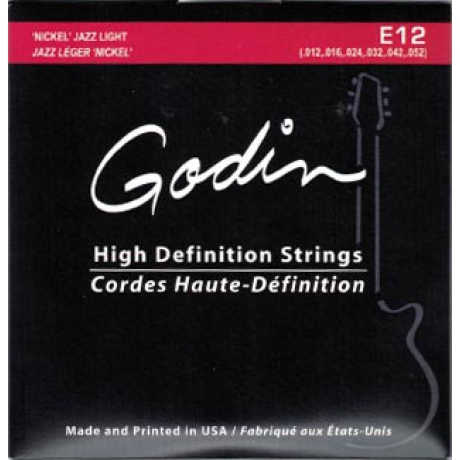 'NICKEL' JAZZ LIGHT
JAZZ LÉGER 'NICKEL'
E12
(.012,.016,.024,.032,.042,.052)
Godin
High Definition Strings
Cordes Haute-Définition
Made and Printed in USA / Fabriqué aux États-Unis